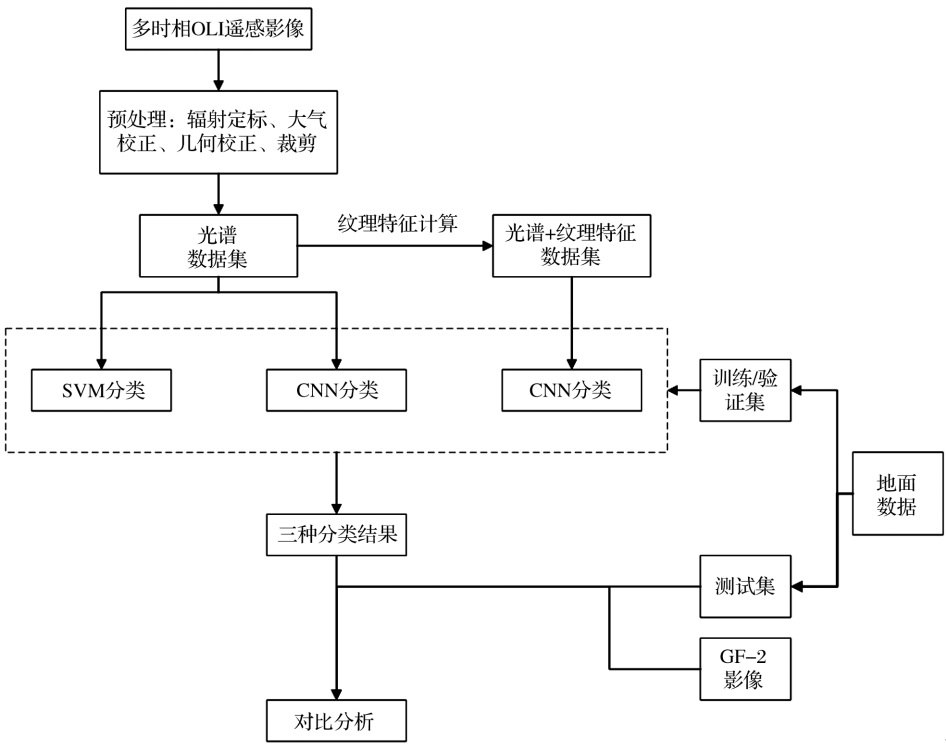 多时相OLI遥感影像
预处理：辐射定标、大气
校正、几何校正、裁剪
光谱
数据集
纹理特征计算
光谱+纹理特征
数据集
SVM分类
CNN分类
CNN分类
训练/验
证集
地面
数据
三种分类结果
测试集
GF-2
影像
对比分析